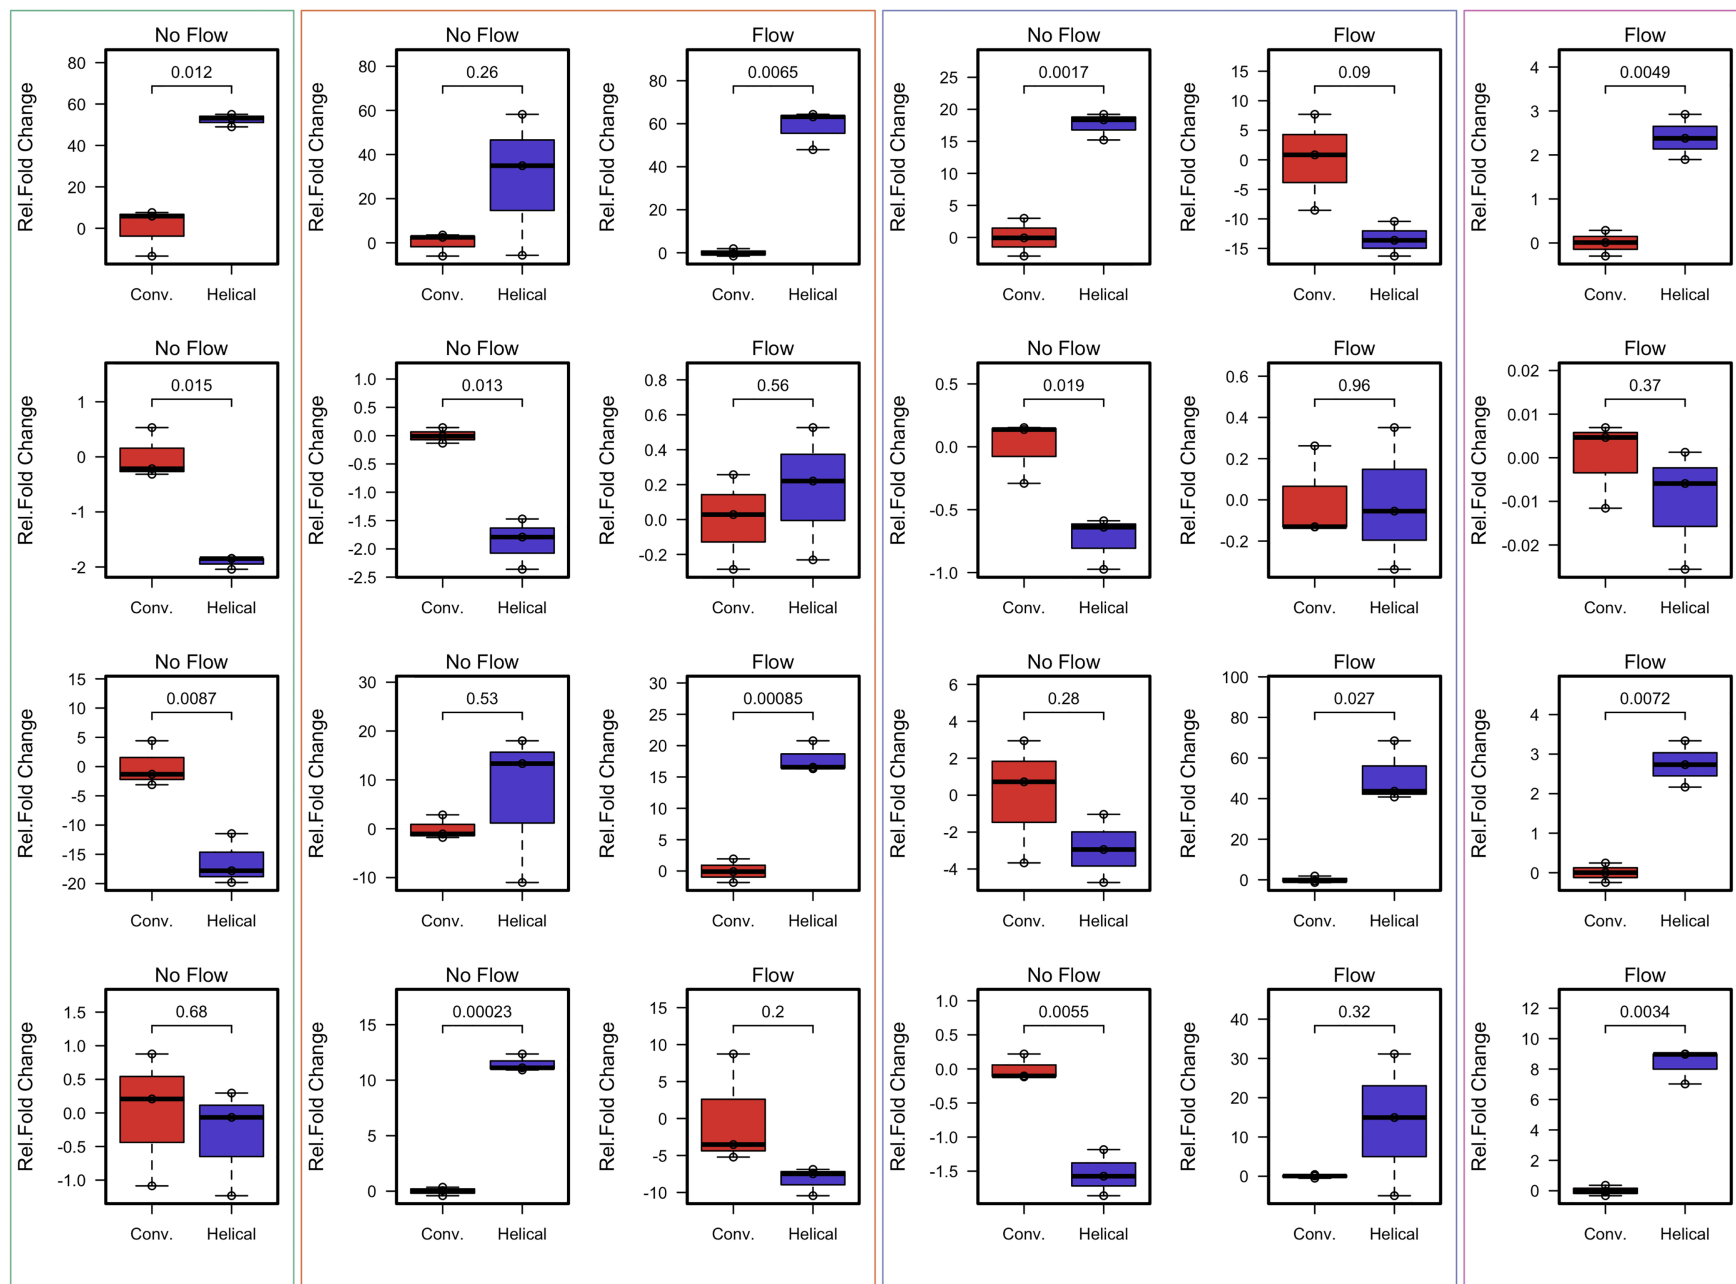 No Flow No Flow Flow No Flow Flow Flow
Rel.Fold Change 80 60 40 20 0 0.012 Conv. Helical
Rel.Fold Change 80 60 40 20 0 0.26 Conv. Helical
Rel.Fold Change 80 60 40 20 0 0.0065 Conv. Helical
Rel.Fold Change 25 20 15 10 5 0 0.0017 Conv. Helical
Rel.Fold Change 15 10 5 0 -5 -10 -15 0.09 Conv. Helical
Rel.Fold Change 4 3 2 1 0 0.0049 Conv. Helical
No Flow No Flow Flow No Flow Flow Flow
Rel.Fold Change 1 0 -1 -2 0.015 Conv. Helical
Rel.Fold Change 1.0 0.5 0.0 -0.5 -1.0 -1.5 -2.0 -2.5 0.013 Conv. Helical
Rel.Fold Change 0.8 0.6 0.4 0.2 0.0 -0.2 0.56 Conv. Helical
Rel.Fold Change 0.5 0.0 -0.5 -1.0 0.019 Conv. Helical
Rel.Fold Change 0.6 0.4 0.2 0.0 -0.2 0.96 Conv. Helical
Rel.Fold Change 0.02 0.01 0.00 -0.01 -0.02 0.37 Conv. Helical
No Flow No Flow Flow No Flow Flow Flow
Rel.Fold Change 15 10 5 0 -5 -10 -15 -20 0.0087 Conv. Helical
Rel.Fold Change 30 20 10 0 -10 0.53 Conv. Helical
Rel.Fold Change 30 25 20 15 10 5 0 0.00085 Conv. Helical
Rel.Fold Change 6 4 2 0 -2 -4 0.28 Conv. Helical
Rel.Fold Change 100 80 60 40 20 0 0.027 Conv. Helical
Rel.Fold Change 4 3 2 1 0 0.0072 Conv. Helical
No Flow No Flow Flow No Flow Flow Flow
Rel.Fold Change 1.5 1.0 0.5 0.0 -0.5 -1.0 0.68 Conv. Helical
Rel.Fold Change 15 10 5 0 0.00023 Conv. Helical
Rel.Fold Change 15 10 5 0 -5 -10 0.2 Conv. Helical
Rel.Fold Change 1.0 0.5 0.0 -0.5 -1.0 -1.5 0.0055 Conv. Helical
Rel.Fold Change 40 30 20 10 0 0.32 Conv. Helical
Rel.Fold Change 12 10 8 6 4 2 0 0.0034 Conv. Helical